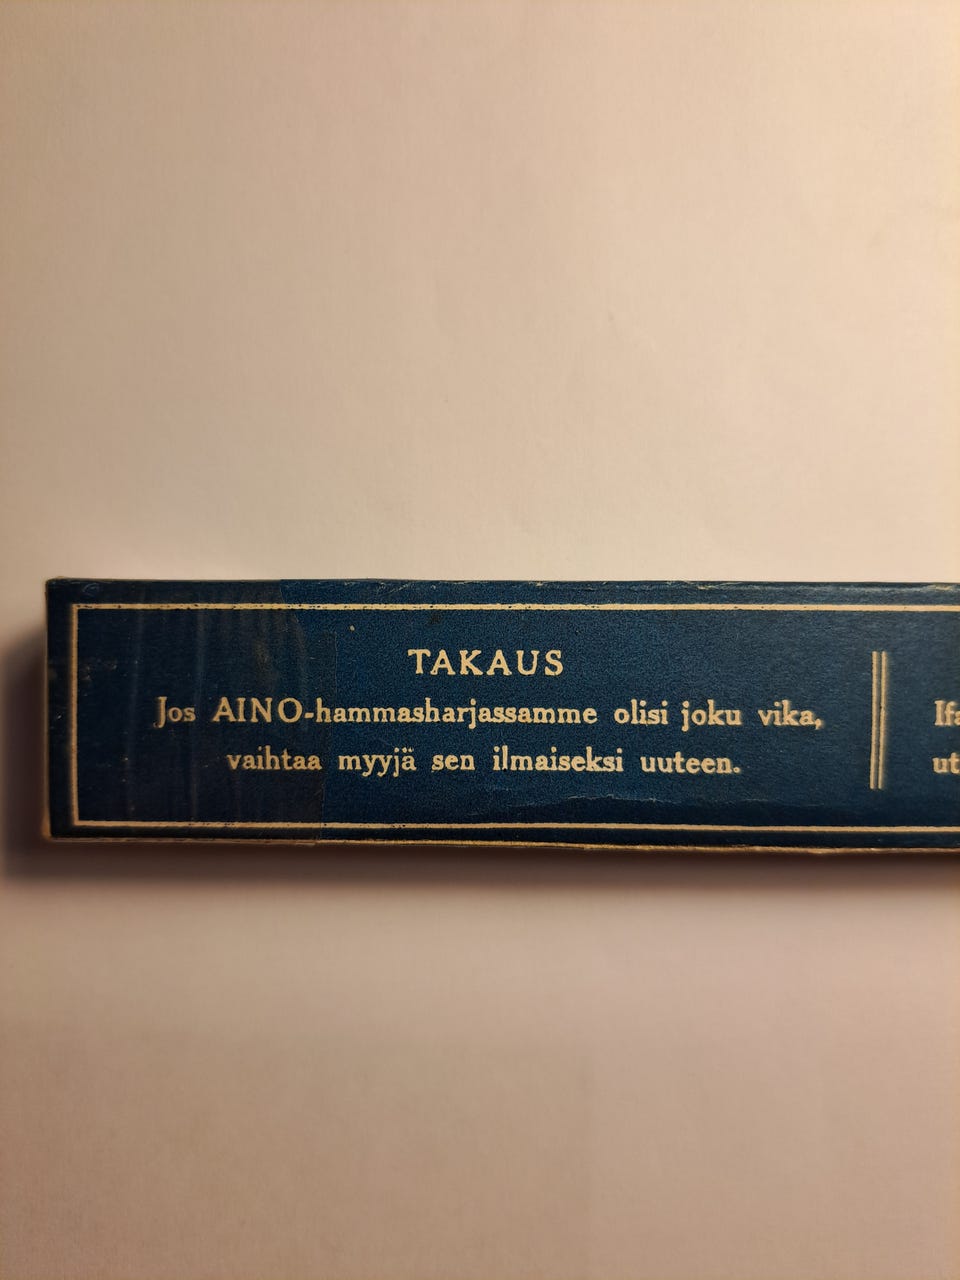 TAKAUS
Jos AINO-hammasharjassamme olisi joku vika,
vaihtaa myyjä sen ilmaiseksi uuteen.